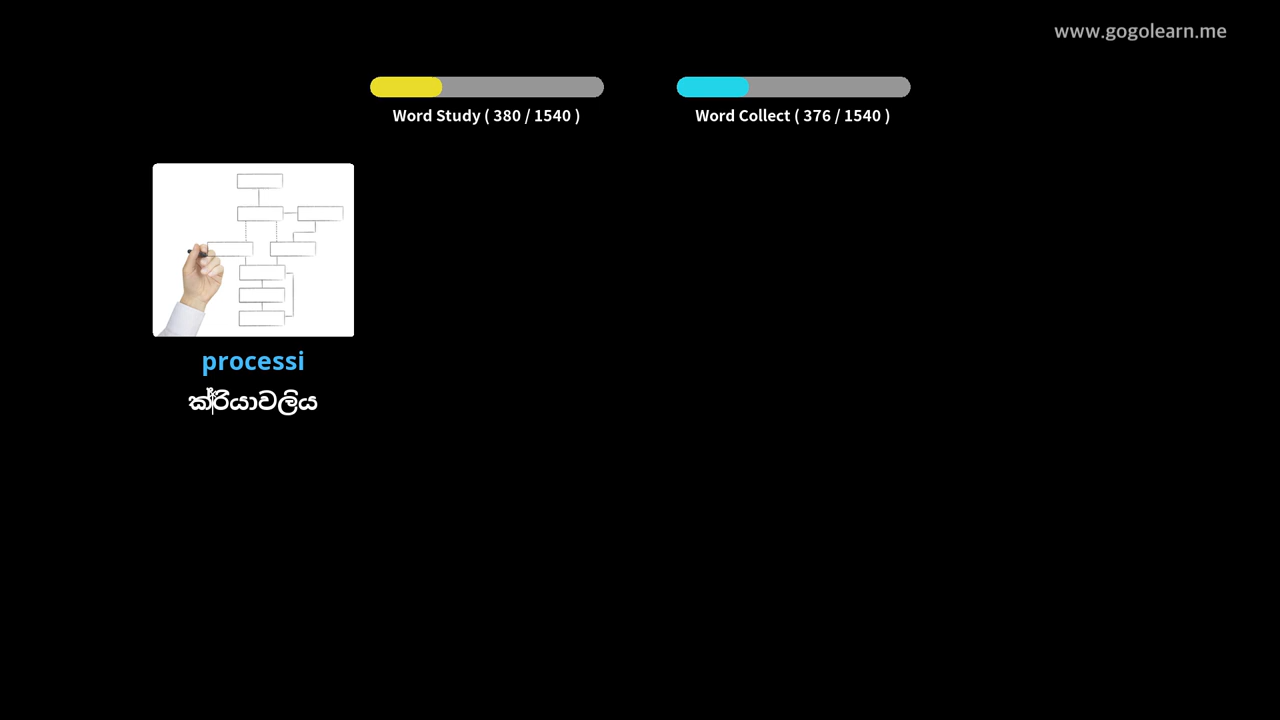 www.gogolearn.me
Word Study ( 380 / 1540 )
Word Collect ( 376 / 1540 )
processi
ක්‍රියාවලිය